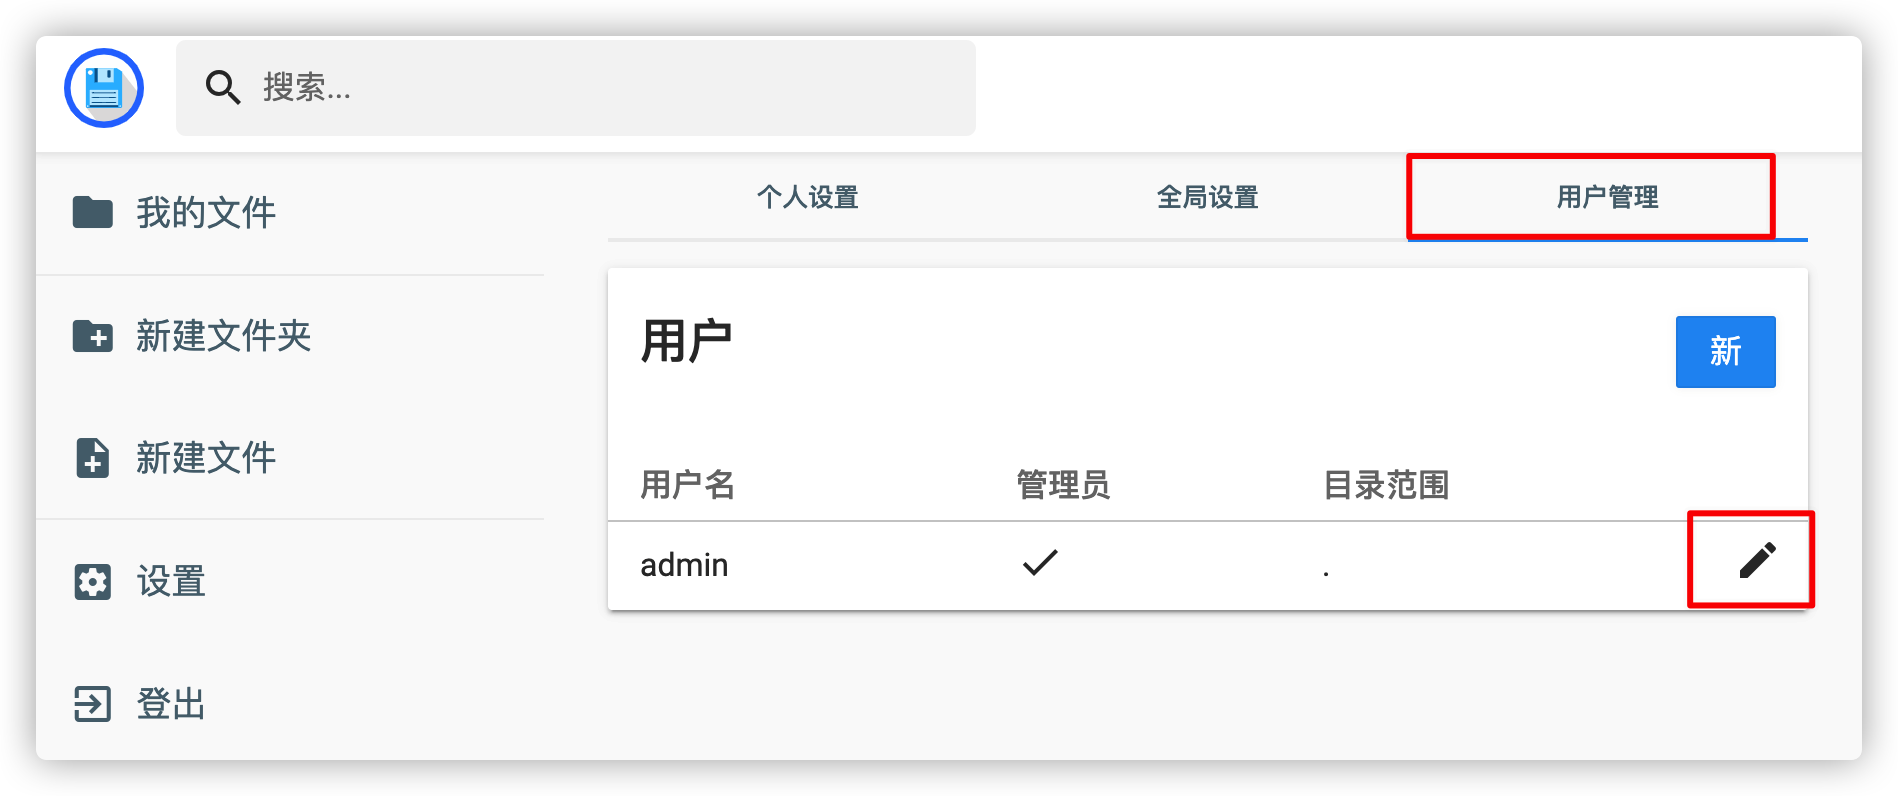 搜索...
我的文件
新建文件夹
新建文件
设置
登出
个人设置 全局设置 用户管理
用户
新
用户名 管理员 目录范围
admin .